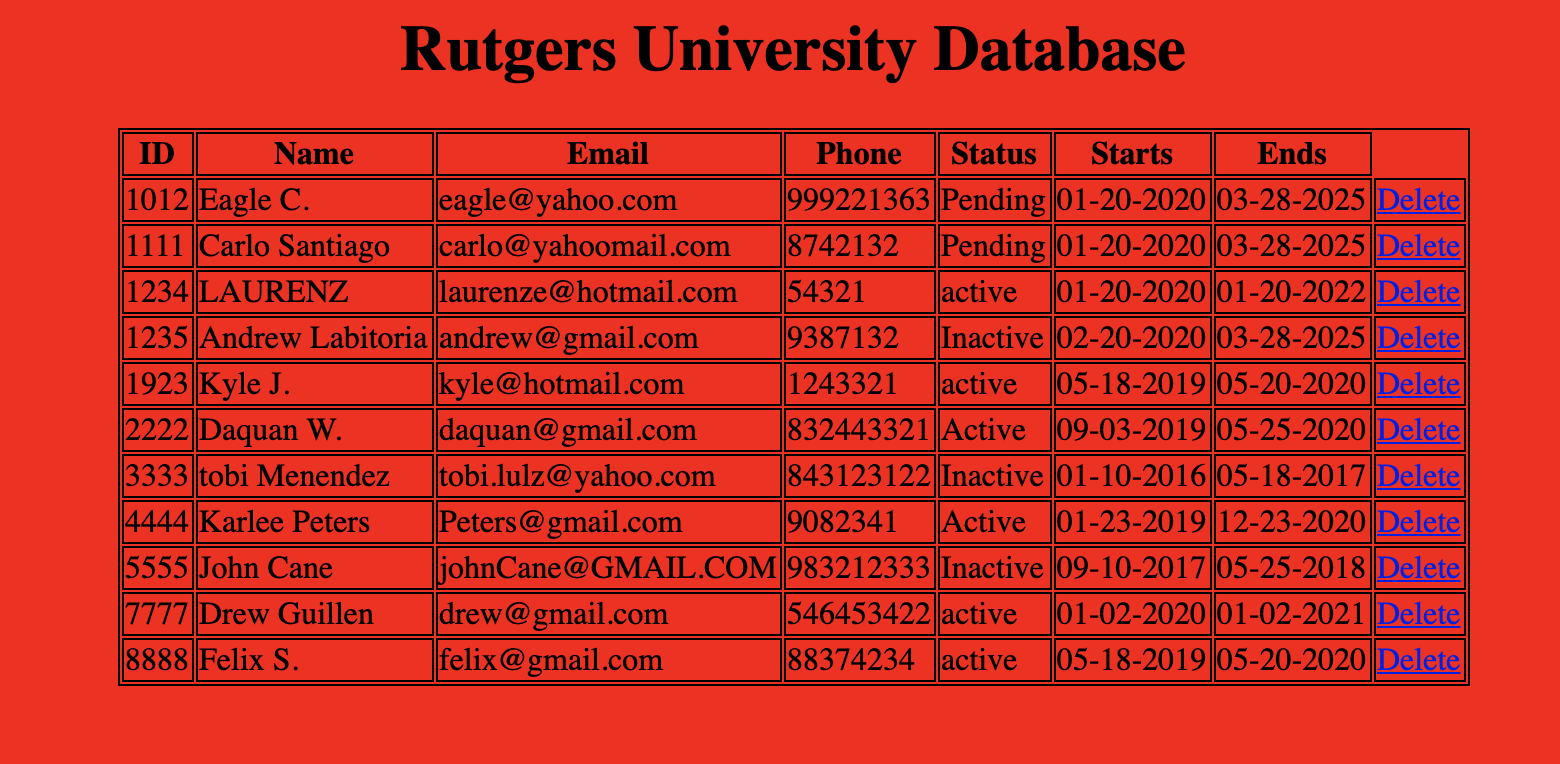 Rutgers University Database
ID Name Email Phone Status Starts Ends
1012 Eagle C. eagle@yahoo.com 999221363 Pending 01-20-2020 03-28-2025 Delete
1111 Carlo Santiago carlo@yahoomail.com 8742132 Pending 01-20-2020 03-28-2025 Delete
1234 LAURENZ laurenze@hotmail.com 54321 active 01-20-2020 01-20-2022 Delete
1235 Andrew Labitoria andrew@gmail.com 9387132 Inactive 02-20-2020 03-28-2025 Delete
1923 Kyle J. kyle@hotmail.com 1243321 active 05-18-2019 05-20-2020 Delete
2222 Daquan W. daquan@gmail.com 832443321 Active 09-03-2019 05-25-2020 Delete
3333 tobi Menendez tobi.lulz@yahoo.com 843123122 Inactive 01-10-2016 05-18-2017 Delete
4444 Karlee Peters Peters@gmail.com 9082341 Active 01-23-2019 12-23-2020 Delete
5555 John Cane johnCane@GMAIL.COM 983212333 Inactive 09-10-2017 05-25-2018 Delete
7777 Drew Guillen drew@gmail.com 546453422 active 01-02-2020 01-02-2021 Delete
8888 Felix S. felix@gmail.com 88374234 active 05-18-2019 05-20-2020 Delete